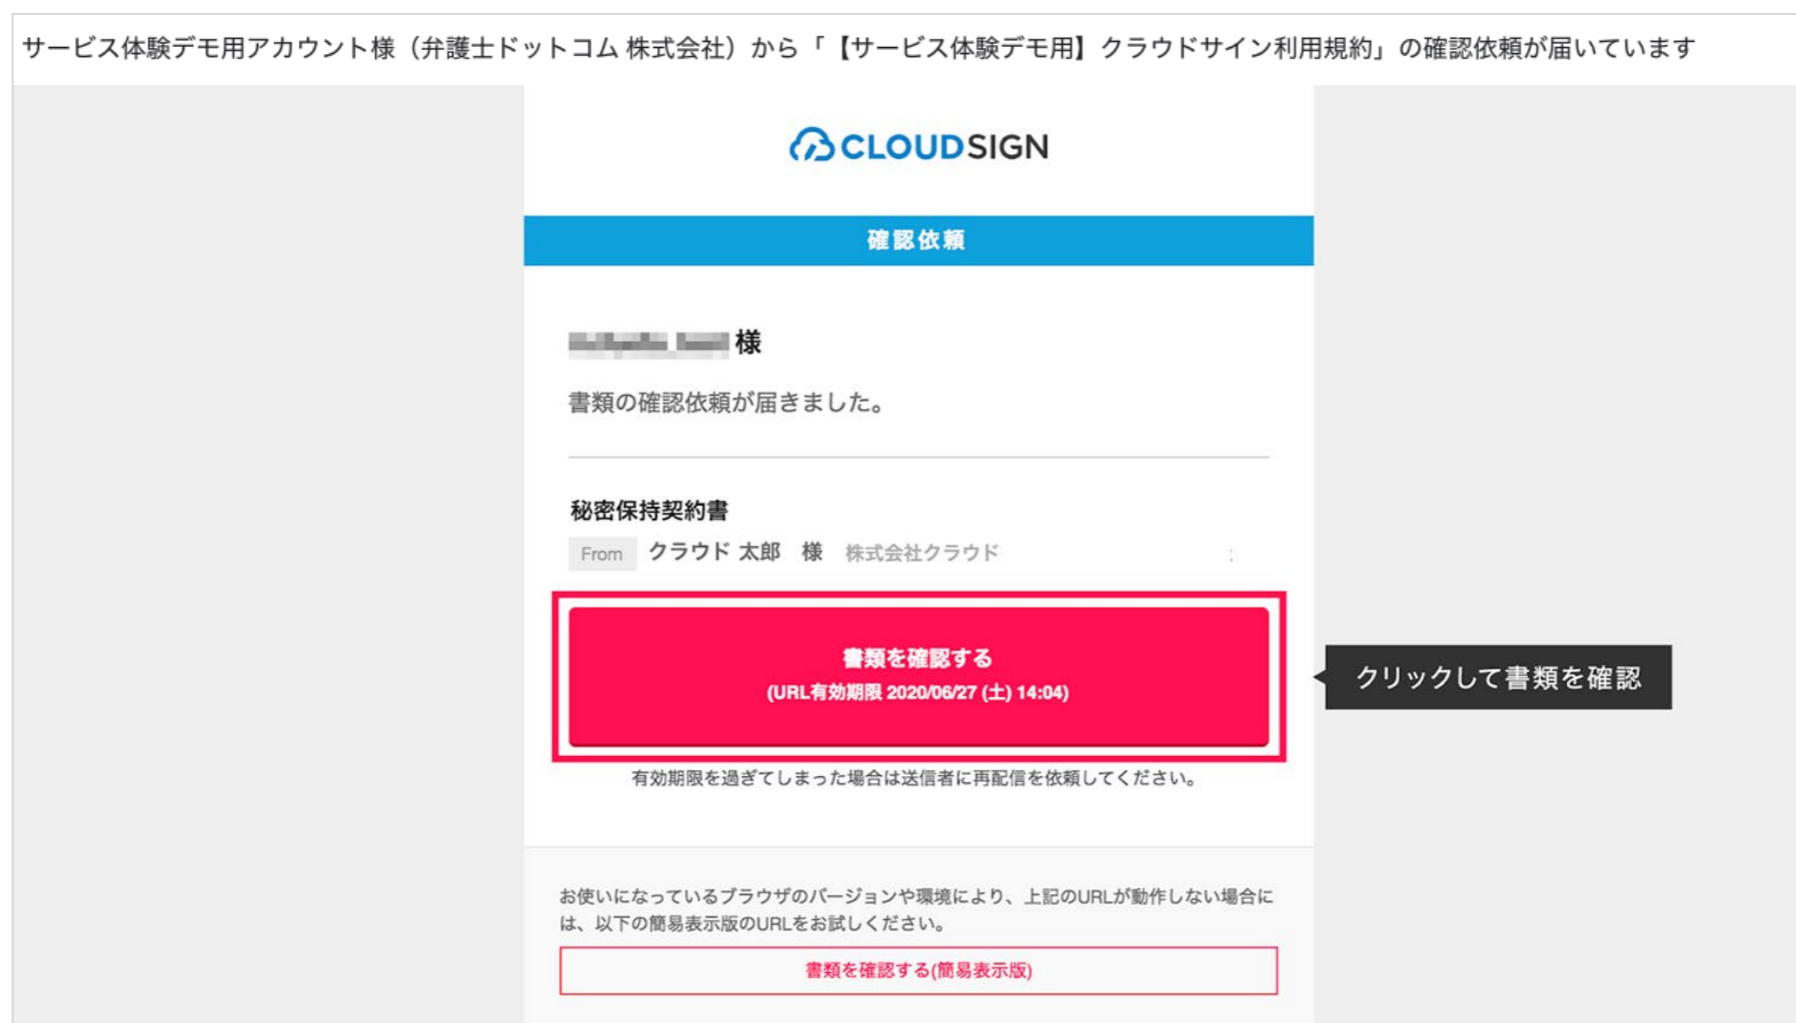 サービス体験デモ用アカウント様（弁護士ドットコム 株式会社）から「【サービス体験デモ用】クラウドサイン利用規約」の確認依頼が届いています
CLOUDSIGN
確認依頼
様
書類の確認依頼が届きました。
秘密保持契約書
From クラウド 太郎　様 株式会社クラウド
書類を確認する
(URL有効期限 2020/06/27 (土) 14:04)
クリックして書類を確認
有効期限を過ぎてしまった場合は送信者に再配信を依頼してください。
お使いになっているブラウザのバージョンや環境により、上記のURLが動作しない場合に
は、以下の簡易表示版のURLをお試しください。
書類を確認する(簡易表示版)